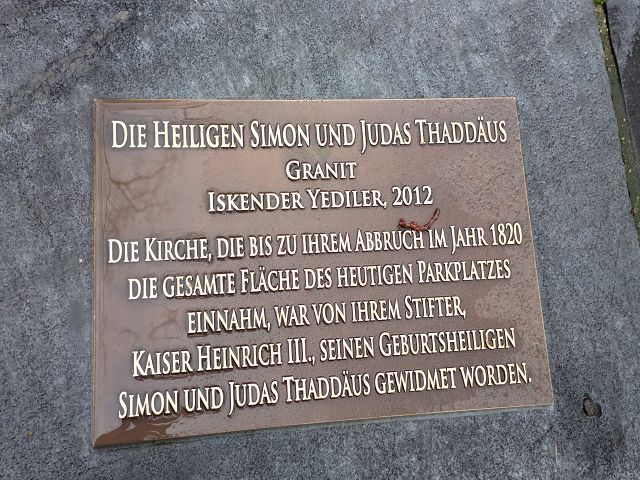 Die Heiligen Simon und Judas Thaddäus
Granit
Iskender Yediler, 2012
Die Kirche, die bis zu ihrem Abbruch im Jahr 1820
die gesamte Fläche des heutigen Parkplatzes
einnahm, war von ihrem Stifter,
Kaiser Heinrich III., seinen Geburtsheiligen
Simon und Judas Thaddäus gewidmet worden.